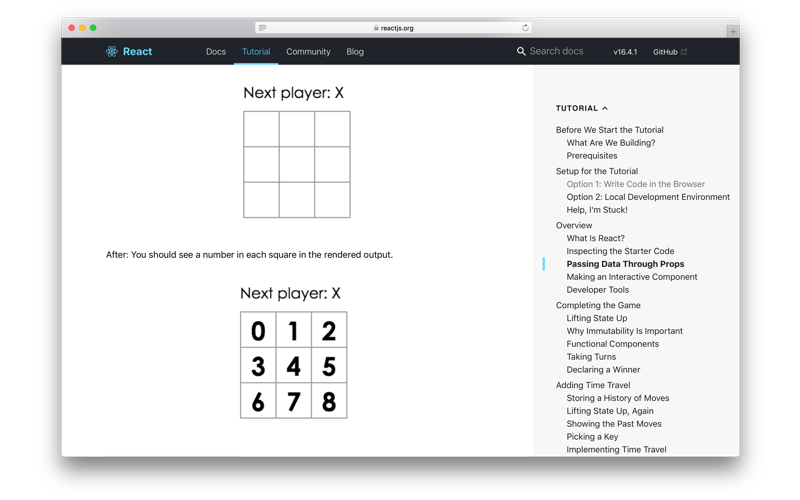 reactjs.org
React
Docs
Tutorial
Community
Blog
Search docs
v16.4.1
GitHub
Next player: X
After: You should see a number in each square in the rendered output.
Next player: X
0 1 2
3 4 5
6 7 8
TUTORIAL
Before We Start the Tutorial
What Are We Building?
Prerequisites
Setup for the Tutorial
Option 1: Write Code in the Browser
Option 2: Local Development Environment
Help, I'm Stuck!
Overview
What Is React?
Inspecting the Starter Code
Passing Data Through Props
Making an Interactive Component
Developer Tools
Completing the Game
Lifting State Up
Why Immutability Is Important
Functional Components
Taking Turns
Declaring a Winner
Adding Time Travel
Storing a History of Moves
Lifting State Up, Again
Showing the Past Moves
Picking a Key
Implementing Time Travel